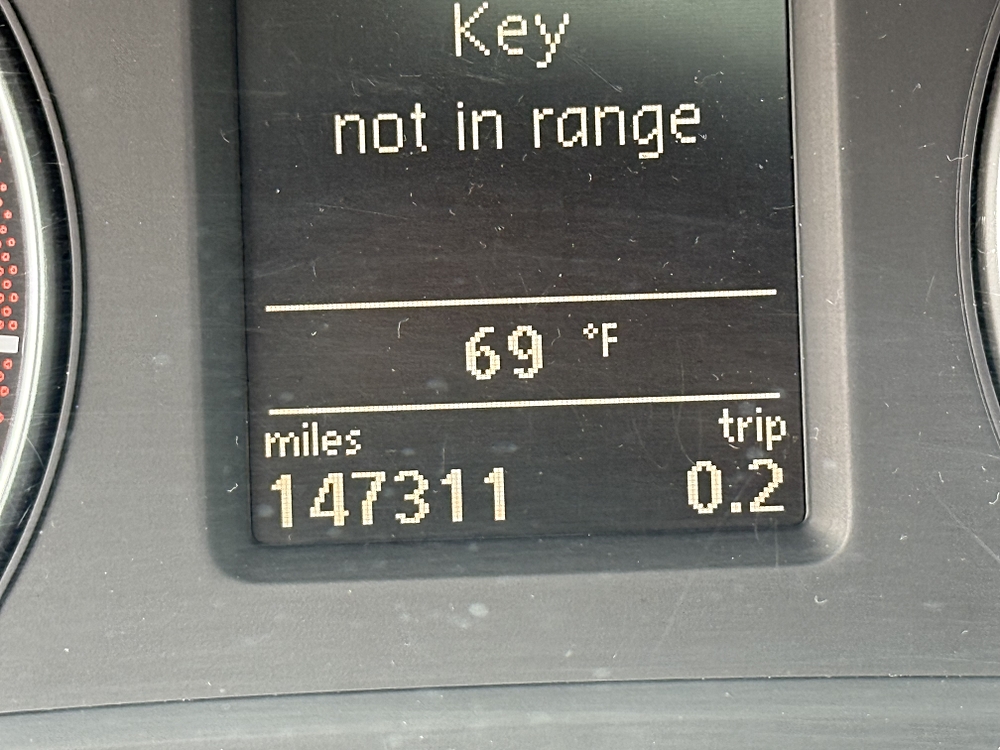 Key
not in range
69 °F
miles trip
147311 0.2